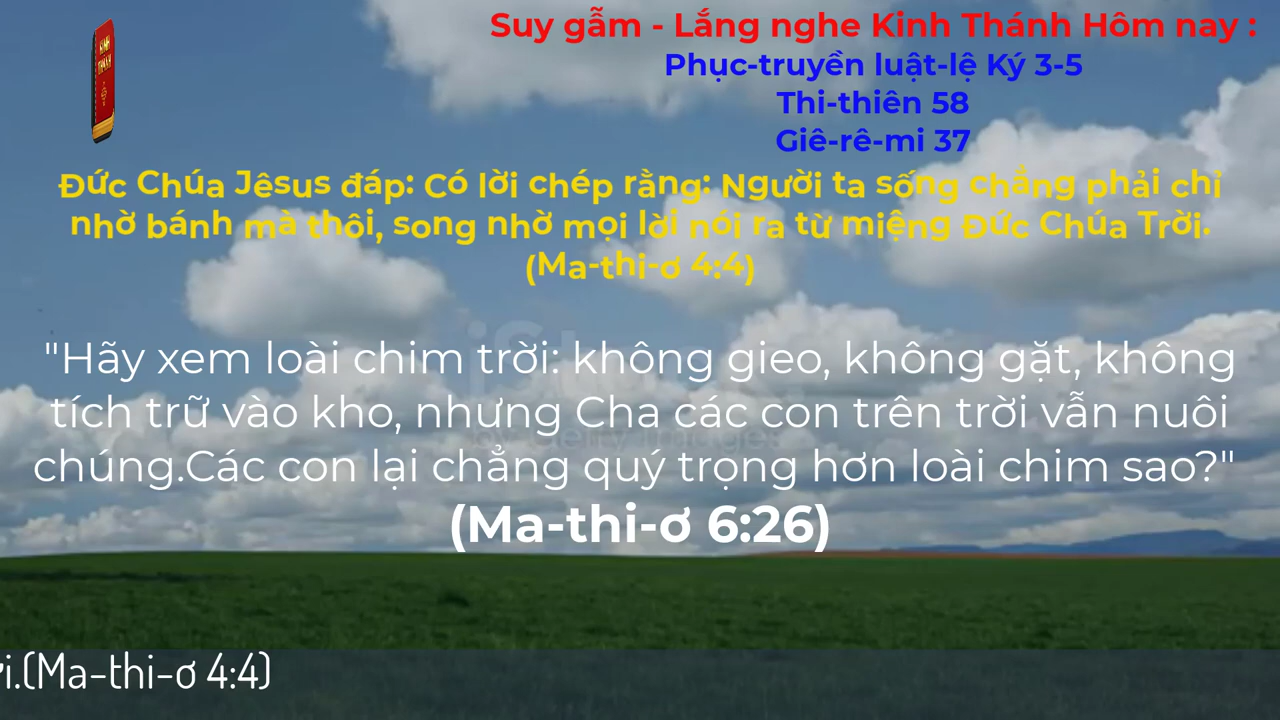 Suy gẫm - Lắng nghe Kinh Thánh Hôm nay :
Phục-truyền luật-lệ Ký 3-5
Thi-thiên 58
Giê-rê-mi 37
KINH
THÁNH
Đức Chúa Jêsus đáp: Có lời chép rằng: Người ta sống chẳng phải chỉ
nhờ bánh mà thôi, song nhờ mọi lời nói ra từ miệng Đức Chúa Trời.
(Ma-thi-ơ 4:4)
"Hãy xem loài chim trời: không gieo, không gặt, không
tích trữ vào kho, nhưng Cha các con trên trời vẫn nuôi
chúng.Các con lại chẳng quý trọng hơn loài chim sao?"
(Ma-thi-ơ 6:26)
i.(Ma-thi-ơ 4:4)